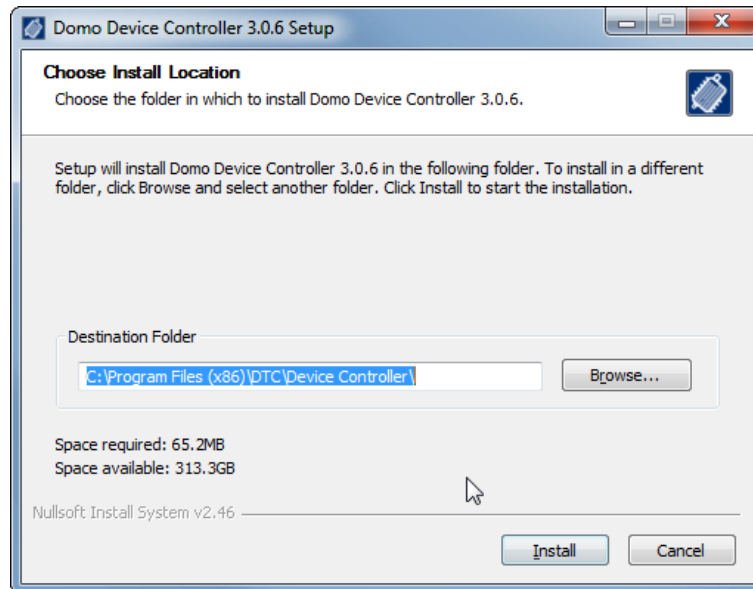 Domo Device Controller 3.0.6 Setup
Choose Install Location
Choose the folder in which to install Domo Device Controller 3.0.6.
Setup will install Domo Device Controller 3.0.6 in the following folder. To install in a different
folder, click Browse and select another folder. Click Install to start the installation.
Destination Folder
C:\Program Files (x86)\DTC\Device Controller\
Browse...
Space required: 65.2MB
Space available: 313.3GB
Nullsoft Install System v2.46
Install
Cancel